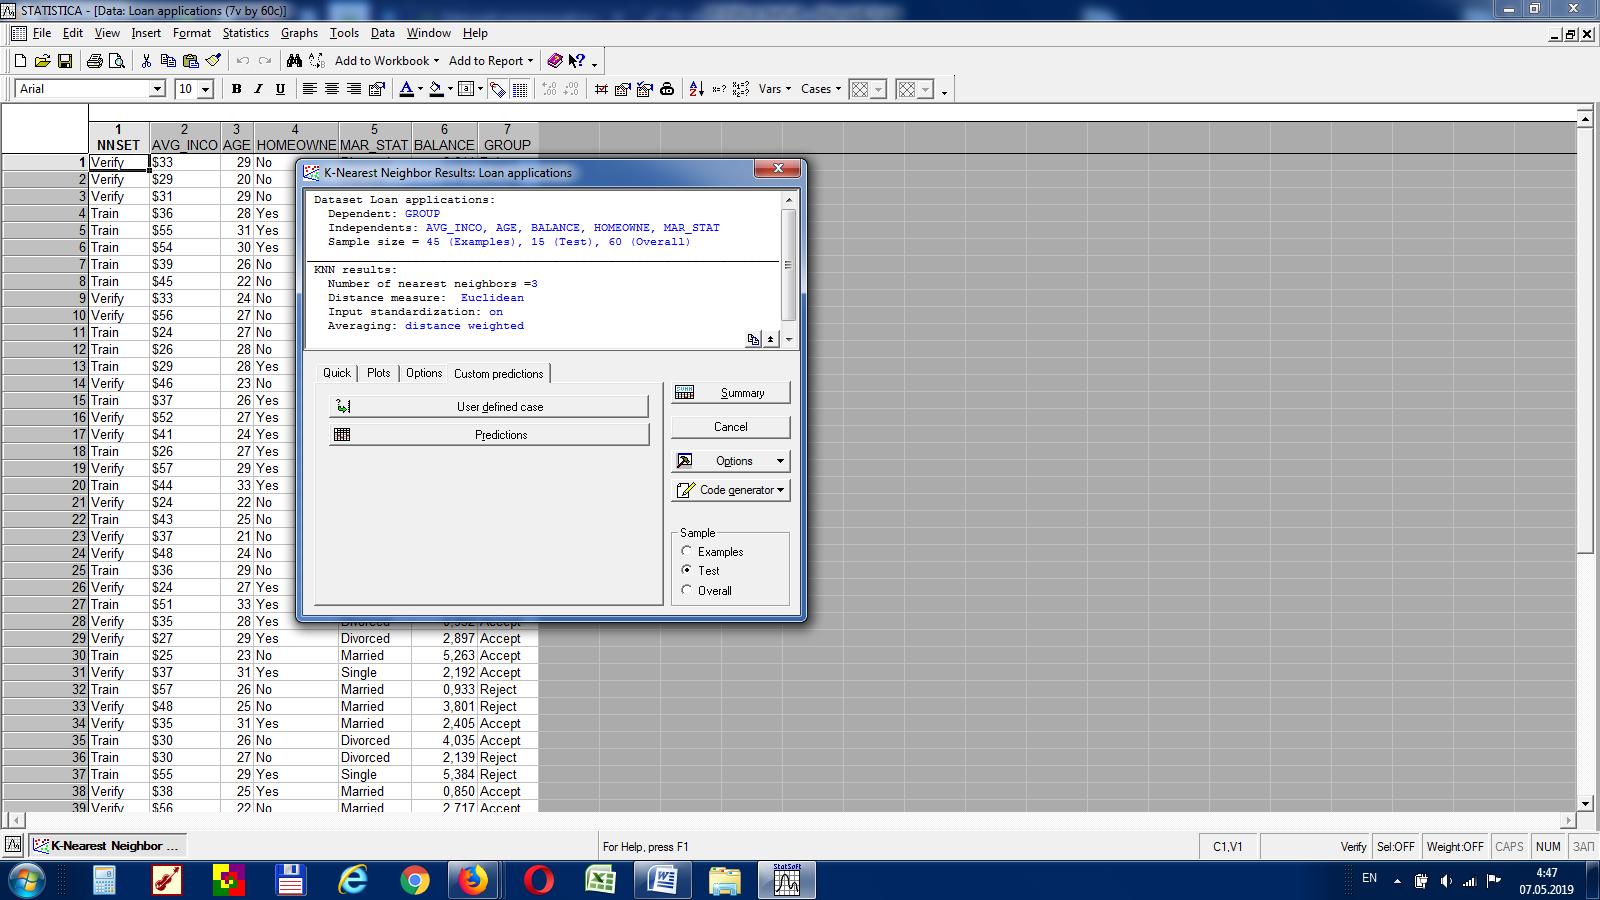 STATISTICA - [Data: Loan applications (7v by 60c)]
File Edit View Insert Format Statistics Graphs Tools Data Window Help
Add to Workbook Add to Report
Arial 10 B I U A Vars Cases
1 2 3 4 5 6 7
NNSET AVG_INCO AGE HOMEOWNE MAR_STAT BALANCE GROUP
1 Verify $33 29 No
2 Verify $29 20 No
3 Verify $31 29 No
4 Train $36 28 Yes
5 Train $55 31 Yes
6 Train $54 30 Yes
7 Train $39 26 No
8 Train $45 22 No
9 Verify $33 24 No
10 Verify $56 27 No
11 Train $24 27 No
12 Train $26 28 No
13 Train $29 28 Yes
14 Verify $46 23 No
15 Train $37 26 Yes
16 Verify $52 27 Yes
17 Verify $41 24 Yes
18 Train $26 27 Yes
19 Verify $57 29 Yes
20 Train $44 33 Yes
21 Verify $24 22 No
22 Train $43 25 No
23 Verify $37 21 No
24 Verify $48 24 No
25 Train $36 29 No
26 Verify $24 27 Yes
27 Train $51 33 Yes
28 Verify $35 28 Yes Divorced 0,992 Accept
29 Verify $27 29 Yes Divorced 2,897 Accept
30 Train $25 23 No Married 5,263 Accept
31 Verify $37 31 Yes Single 2,192 Accept
32 Train $57 26 No Married 0,933 Reject
33 Verify $48 25 No Married 3,801 Reject
34 Verify $35 31 Yes Married 2,405 Accept
35 Train $30 26 No Divorced 4,035 Accept
36 Train $30 27 No Divorced 2,139 Reject
37 Train $55 29 Yes Single 5,384 Reject
38 Verify $38 25 Yes Married 0,850 Accept
39 Verify $56 22 No Married 2,717 Accept
K-Nearest Neighbor Results: Loan applications
Dataset Loan applications:
Dependent: GROUP
Independents: AVG_INCO, AGE, BALANCE, HOMEOWNE, MAR_STAT
Sample size = 45 (Examples), 15 (Test), 60 (Overall)
KNN results:
Number of nearest neighbors =3
Distance measure: Euclidean
Input standardization: on
Averaging: distance weighted
Quick Plots Options Custom predictions
User defined case
Predictions
Summary
Cancel
Options
Code generator
Sample
Examples
Test
Overall
K-Nearest Neighbor ...
For Help, press F1
C1,V1 Verify Sel:OFF Weight:OFF CAPS NUM ЗАП
StatSoft
EN
4:47
07.05.2019